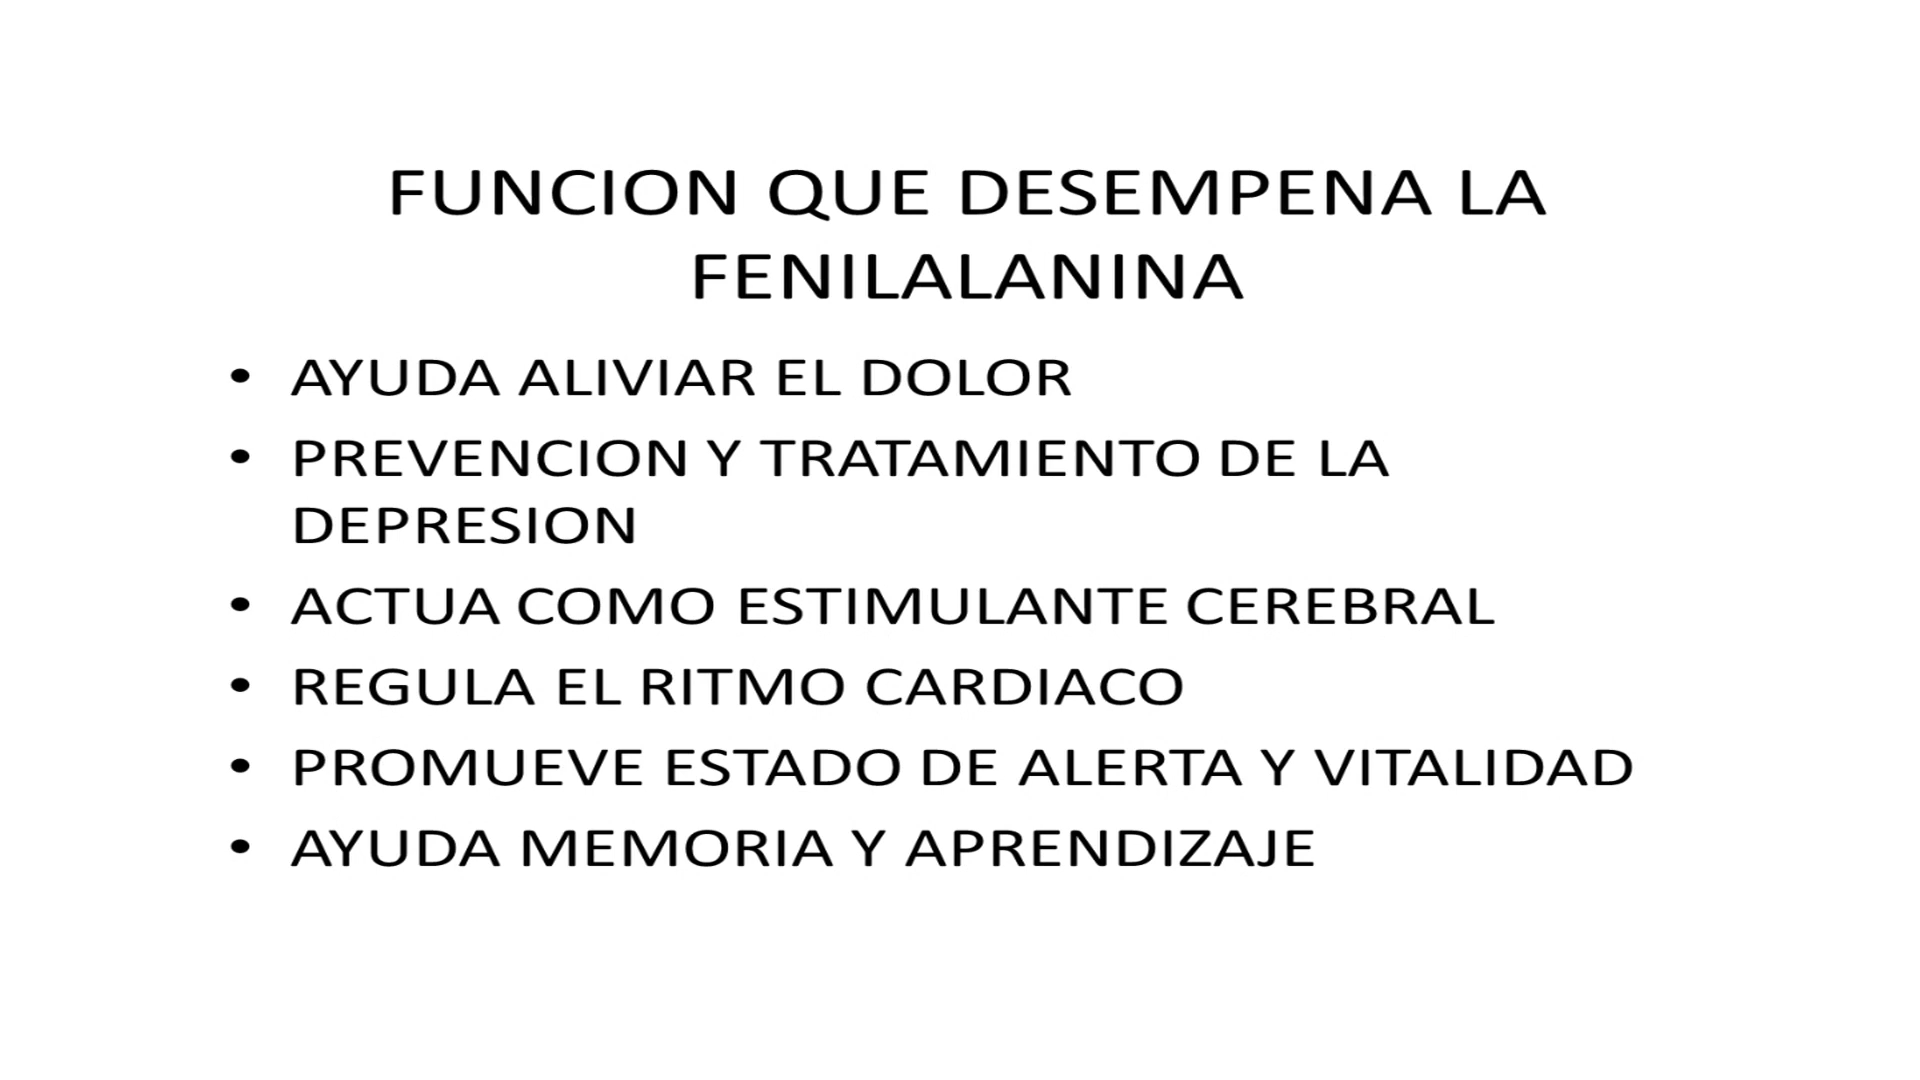 FUNCION QUE DESEMPENA LA
FENILALANINA
• AYUDA ALIVIAR EL DOLOR
• PREVENCION Y TRATAMIENTO DE LA
DEPRESION
• ACTUA COMO ESTIMULANTE CEREBRAL
• REGULA EL RITMO CARDIACO
• PROMUEVE ESTADO DE ALERTA Y VITALIDAD
• AYUDA MEMORIA Y APRENDIZAJE